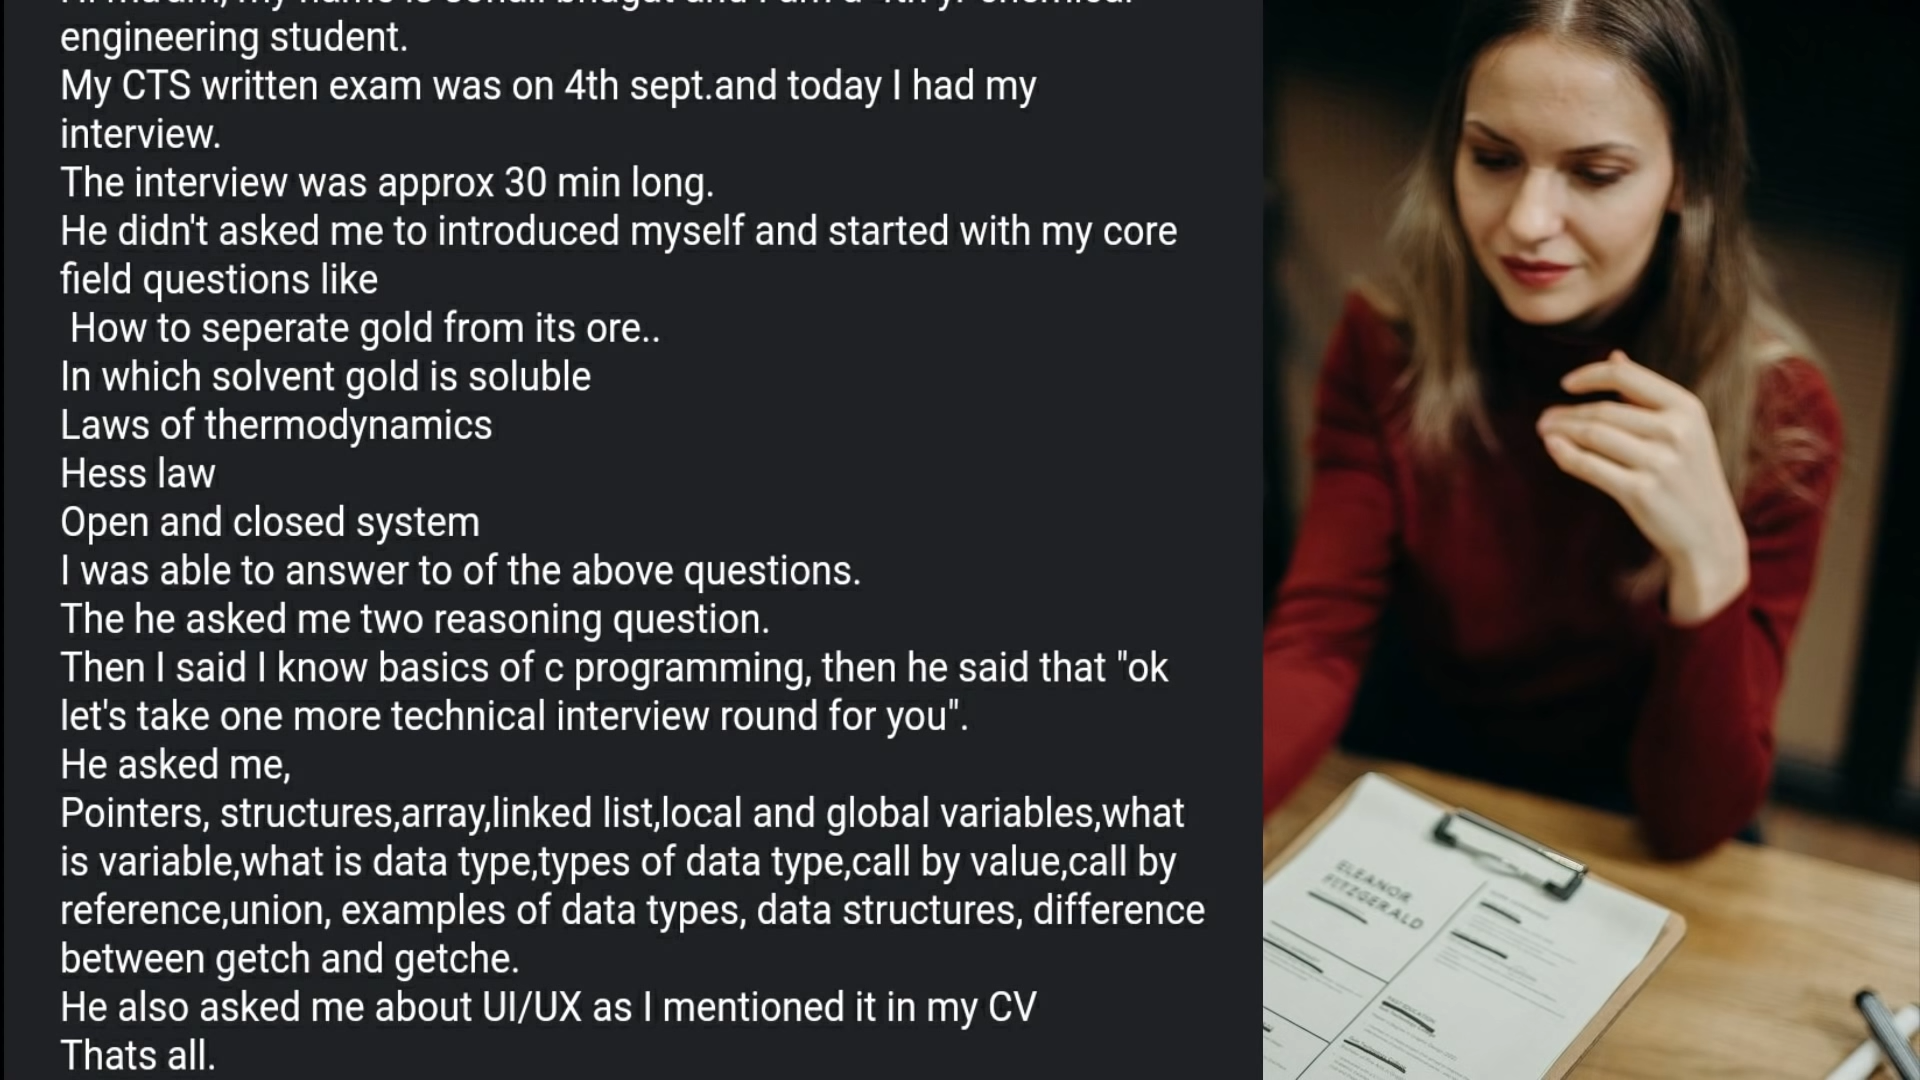 engineering student.
My CTS written exam was on 4th sept.and today I had my
interview.
The interview was approx 30 min long.
He didn't asked me to introduced myself and started with my core
field questions like
How to seperate gold from its ore..
In which solvent gold is soluble
Laws of thermodynamics
Hess law
Open and closed system
I was able to answer to of the above questions.
The he asked me two reasoning question.
Then I said I know basics of c programming, then he said that "ok
let's take one more technical interview round for you".
He asked me,
Pointers, structures,array,linked list,local and global variables,what
is variable,what is data type,types of data type,call by value,call by
reference,union, examples of data types, data structures, difference
between getch and getche.
He also asked me about UI/UX as I mentioned it in my CV
Thats all.
ELEANOR
FITZGERALD